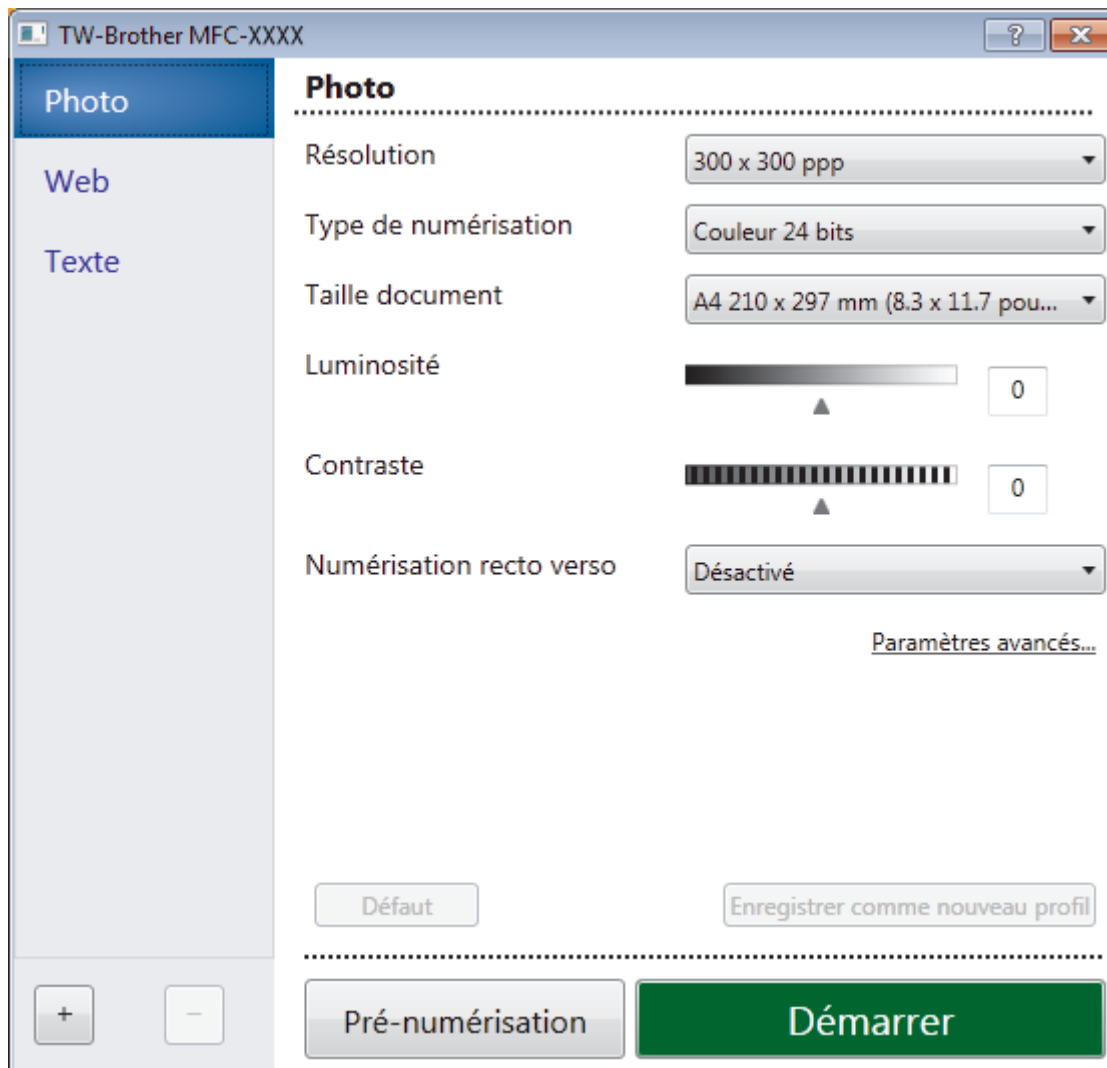 TW-Brother MFC-XXXX
Photo
Web
Texte
Photo
Résolution
300 x 300 ppp
Type de numérisation
Couleur 24 bits
Taille document
A4 210 x 297 mm (8.3 x 11.7 pou...
Luminosité
0
Contraste
0
Numérisation recto verso
Désactivé
Paramètres avancés...
Défaut
Enregistrer comme nouveau profil
+
−
Pré-numérisation
Démarrer